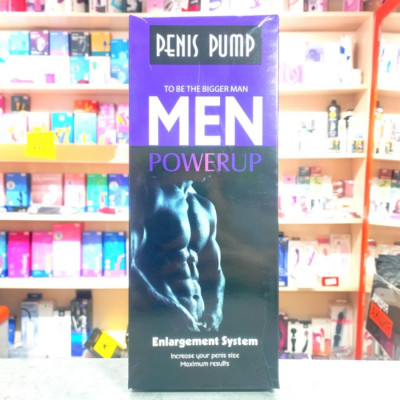 PENIS PUMP
TO BE THE BIGGER MAN
MEN
POWERUP
Enlargement System
Increase your penis size
Maximum results